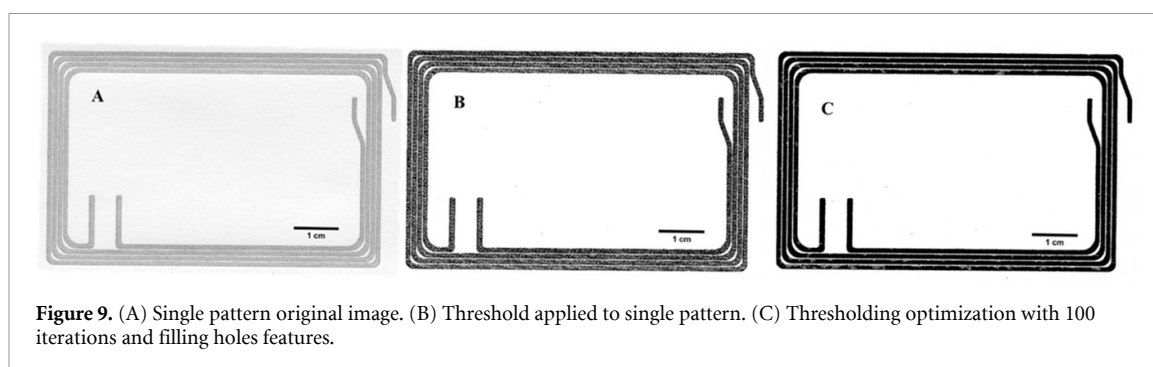 A
B
C
1 cm
1 cm
1 cm
Figure 9. (A) Single pattern original image. (B) Threshold applied to single pattern. (C) Thresholding optimization with 100
iterations and filling holes features.